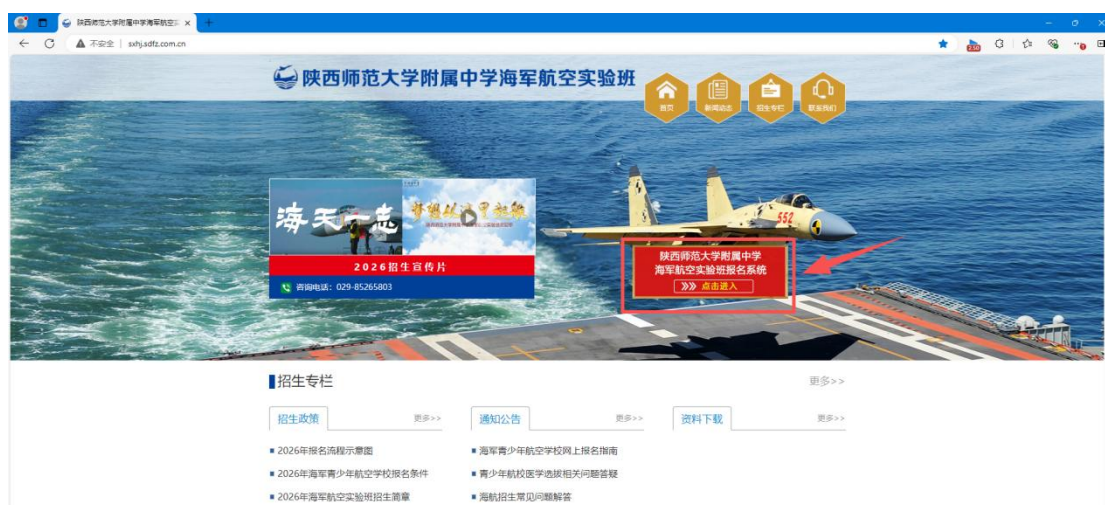 陕西师范大学附属中学海军航空实
不安全 | sxhj.sdfz.com.cn
陕西师范大学附属中学海军航空实验班
首页
新闻动态
招生专栏
联系我们
海天一志
梦想从这里起航
552
2026招生宣传片
咨询电话：029-85265803
陕西师范大学附属中学
海军航空实验班报名系统
点击进入
招生专栏 更多>>
招生政策 更多>> 通知公告 更多>> 资料下载 更多>>
2026年报名流程示意图 海军青少年航空学校网上报名指南
2026年海军青少年航空学校报名条件 青少年航校医学选拔相关问题答疑
2026年海军航空实验班招生简章 海航招生常见问题解答